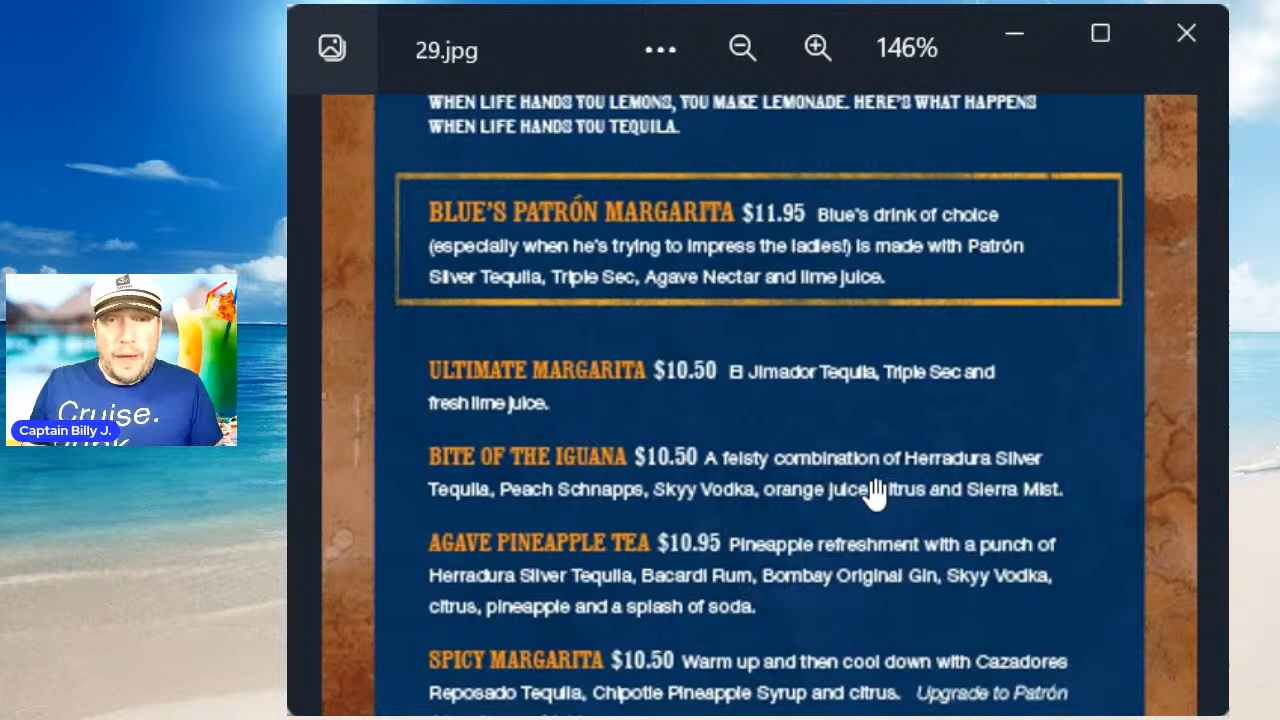 29.jpg
146%
WHEN LIFE HANDS YOU LEMONS, YOU MAKE LEMONADE. HERE'S WHAT HAPPENS
WHEN LIFE HANDS YOU TEQUILA.
BLUE'S PATRÓN MARGARITA $11.95 Blue's drink of choice
(especially when he's trying to impress the ladies!) is made with Patrón
Silver Tequila, Triple Sec, Agave Nectar and lime juice.
ULTIMATE MARGARITA $10.50 El Jimador Tequila, Triple Sec and
fresh lime juice.
BITE OF THE IGUANA $10.50 A feisty combination of Herradura Silver
Tequila, Peach Schnapps, Skyy Vodka, orange juice, citrus and Sierra Mist.
AGAVE PINEAPPLE TEA $10.95 Pineapple refreshment with a punch of
Herradura Silver Tequila, Bacardi Rum, Bombay Original Gin, Skyy Vodka,
citrus, pineapple and a splash of soda.
SPICY MARGARITA $10.50 Warm up and then cool down with Cazadores
Reposado Tequila, Chipotle Pineapple Syrup and citrus. Upgrade to Patrón
Cruise.
Captain Billy J.